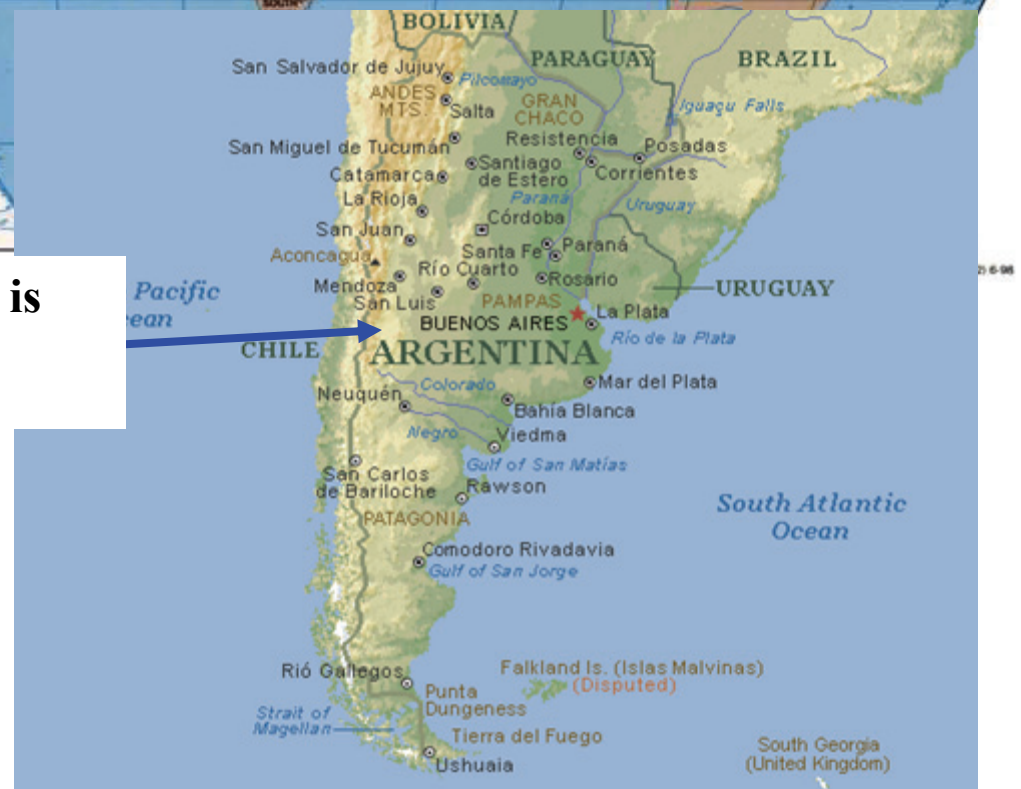 SOUTH
BOLIVIA
PARAGUAY
BRAZIL
San Salvador de Jujuy
Pilcomayo
ANDES
MTS.
Salta
GRAN
CHACO
Iguaçu Falls
Resistencia
Posadas
San Miguel de Tucumán
Santiago
de Estero
Corrientes
Catamarca
La Rioja
Paraná
Uruguay
Córdoba
San Juan
Santa Fe
Paraná
Aconcagua
Río Cuarto
Rosario
Mendoza
San Luis
PAMPAS
URUGUAY
is
Pacific
ean
La Plata
BUENOS AIRES
Río de la Plata
CHILE
ARGENTINA
Colorado
Mar del Plata
Neuquén
Bahía Blanca
Negro
Viedma
Gulf of San Matías
San Carlos
de Bariloche
Rawson
South Atlantic
Ocean
PATAGONIA
Comodoro Rivadavia
Gulf of San Jorge
Rió Gallegos
Falkland Is. (Islas Malvinas)
(Disputed)
Punta
Dungeness
Strait of
Magellan
Tierra del Fuego
Ushuaia
South Georgia
(United Kingdom)